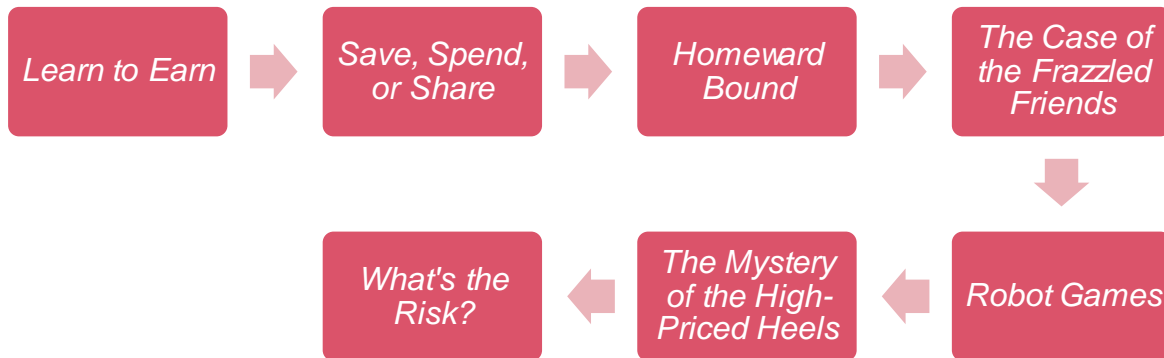 Learn to Earn
Save, Spend,
or Share
Homeward
Bound
The Case of
the Frazzled
Friends
Robot Games
The Mystery
of the High-
Priced Heels
What's the
Risk?